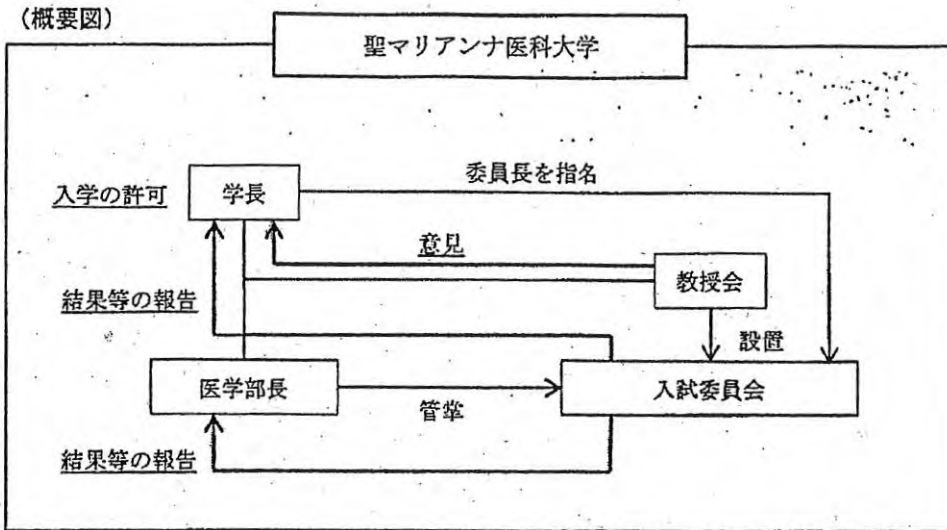 （概要図）
聖マリアンナ医科大学
委員長を指名
入学の許可
学長
意見
教授会
結果等の報告
設置
医学部長
管掌
入試委員会
結果等の報告